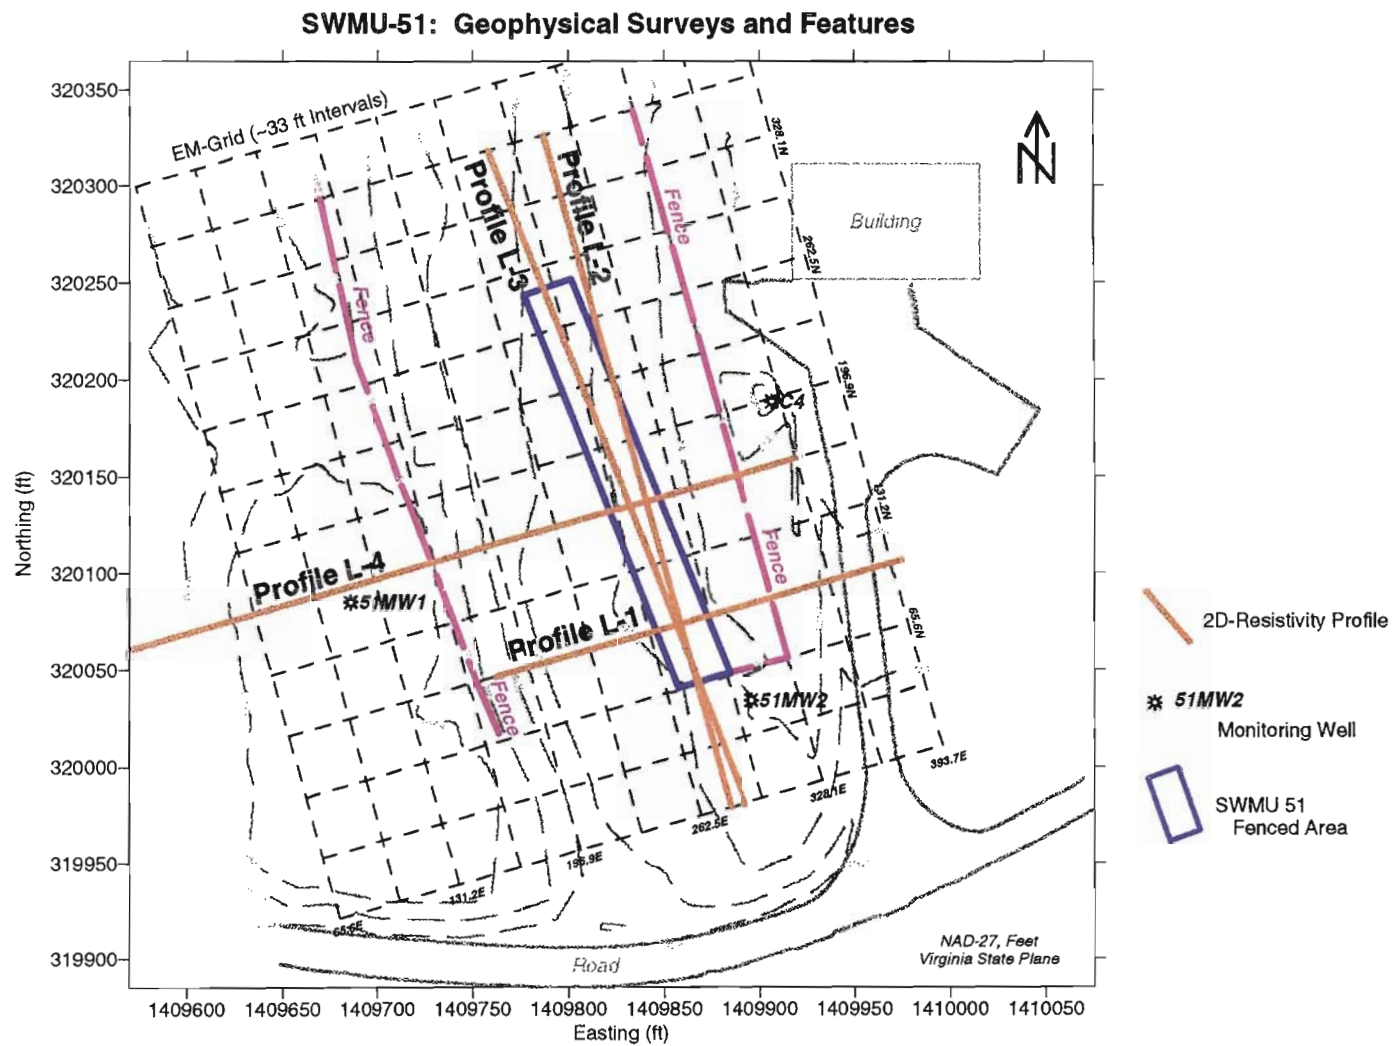 SWMU-51: Geophysical Surveys and Features
320350
320300
320250
320200
320150
320100
320050
320000
319950
319900
Northing (ft)
EM-Grid (~33 ft Intervals)
Profile L-3
Profile L-2
Fence
Fence
328.1N
N
Building
262.5N
196.9N
C4
Fence
Profile L-4
51MW1
Profile L-1
65.6N
Fence
51MW2
393.7E
328.1E
262.5E
196.9E
131.2E
65.6E
Road
NAD-27, Feet
Virginia State Plane
1409600
1409650
1409700
1409750
1409800
1409850
1409900
1409950
1410000
1410050
Easting (ft)
2D-Resistivity Profile
51MW2
Monitoring Well
SWMU 51
Fenced Area